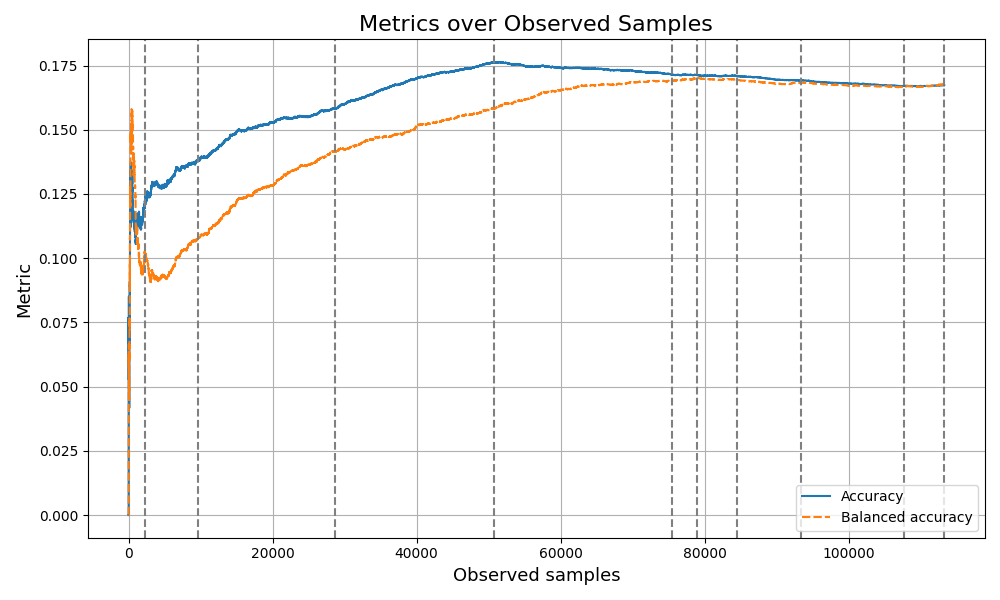 Metrics over Observed Samples
Metric
0.175
0.150
0.125
0.100
0.075
0.050
0.025
0.000
0
20000
40000
60000
80000
100000
Observed samples
Accuracy
Balanced accuracy